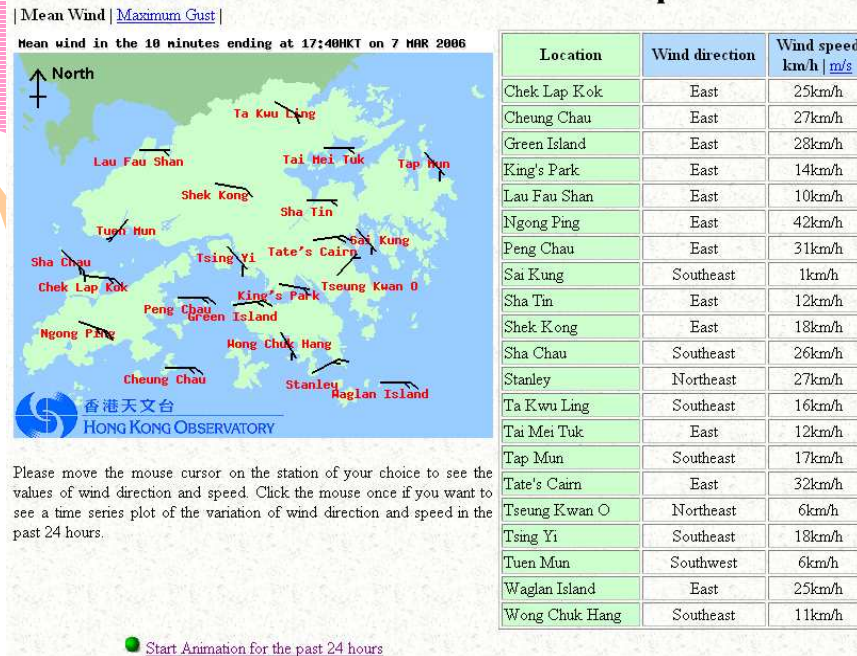 | Mean Wind | Maximum Gust |
Mean wind in the 10 minutes ending at 17:40HKT on 7 MAR 2006
North
Ta Kwu Ling
Lau Fau Shan
Tai Mei Tuk
Tap Mun
Shek Kong
Sha Tin
Tuen Mun
Sai Kung
Tate's Cairn
Tsing Yi
Sha Chau
Chek Lap Kok
Tseung Kwan O
King's Park
Peng Chau
Green Island
Ngong Ping
Wong Chuk Hang
Cheung Chau
Stanley
Waglan Island
香港天文台
HONG KONG OBSERVATORY
Please move the mouse cursor on the station of your choice to see the
values of wind direction and speed. Click the mouse once if you want to
see a time series plot of the variation of wind direction and speed in the
past 24 hours.
Start Animation for the past 24 hours
Location Wind direction Wind speed
km/h | m/s
Chek Lap Kok East 25km/h
Cheung Chau East 27km/h
Green Island East 28km/h
King's Park East 14km/h
Lau Fau Shan East 10km/h
Ngong Ping East 42km/h
Peng Chau East 31km/h
Sai Kung Southeast 1km/h
Sha Tin East 12km/h
Shek Kong East 18km/h
Sha Chau Southeast 26km/h
Stanley Northeast 27km/h
Ta Kwu Ling Southeast 16km/h
Tai Mei Tuk East 12km/h
Tap Mun Southeast 17km/h
Tate's Cairn East 32km/h
Tseung Kwan O Northeast 6km/h
Tsing Yi Southeast 18km/h
Tuen Mun Southwest 6km/h
Waglan Island East 25km/h
Wong Chuk Hang Southeast 11km/h